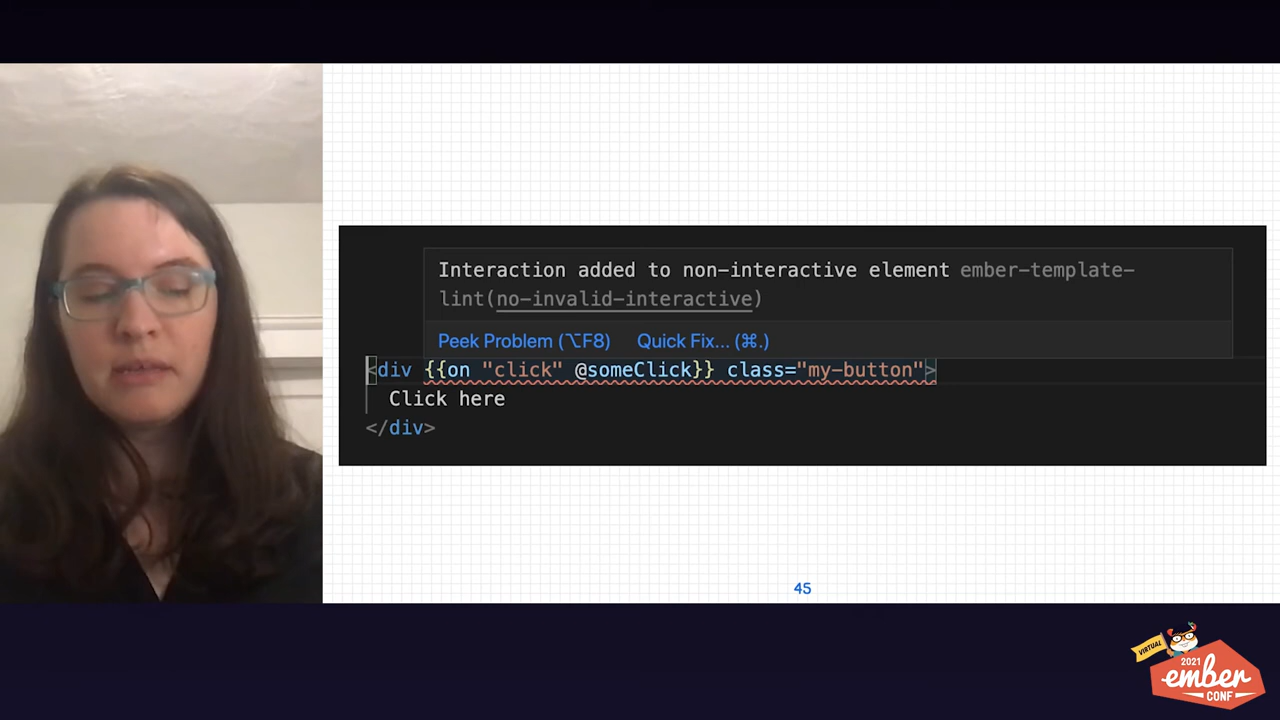 Interaction added to non-interactive element ember-template-
lint(no-invalid-interactive)
Peek Problem (⌥F8) Quick Fix... (⌘.)
<div {{on "click" @someClick}} class="my-button">
Click here
</div>
45
VIRTUAL
2021
ember
CONF